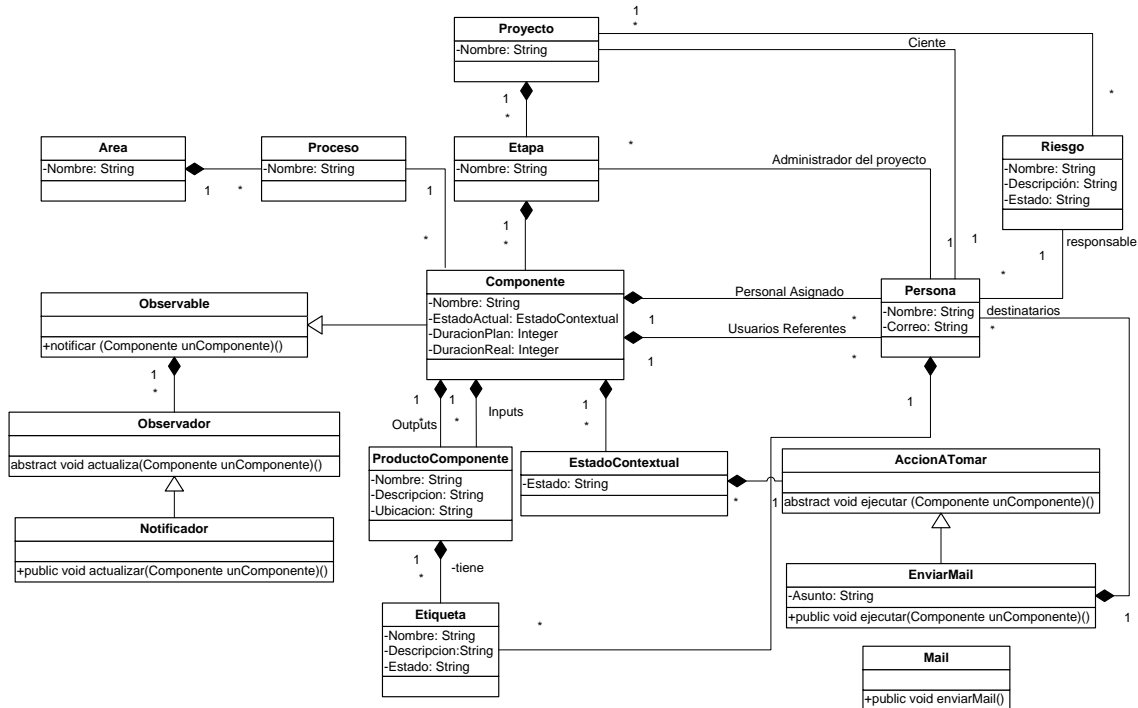 1
*
Proyecto
-Nombre: String
Ciente
1
*
*
Area
-Nombre: String
1
*
Proceso
-Nombre: String
1
*
Etapa
-Nombre: String
*
Administrador del proyecto
1
1
Riesgo
-Nombre: String
-Descripción: String
-Estado: String
responsable
1
*
1
*
Componente
-Nombre: String
-EstadoActual: EstadoContextual
-DuracionPlan: Integer
-DuracionReal: Integer
Personal Asignado
1
*
Usuarios Referentes
1
*
Persona
-Nombre: String
-Correo: String
destinatarios
*
1
Observable
+notificar (Componente unComponente)()
1
*
Observador
abstract void actualiza(Componente unComponente)()
Notificador
+public void actualizar(Componente unComponente)()
1
*
Outputs
1
*
Inputs
1
*
ProductoComponente
-Nombre: String
-Descripcion: String
-Ubicacion: String
EstadoContextual
-Estado: String
*
1
AccionATomar
abstract void ejecutar (Componente unComponente)()
1
*
-tiene
EnviarMail
-Asunto: String
+public void ejecutar(Componente unComponente)()
1
Etiqueta
-Nombre: String
-Descripcion:String
-Estado: String
*
Mail
+public void enviarMail()